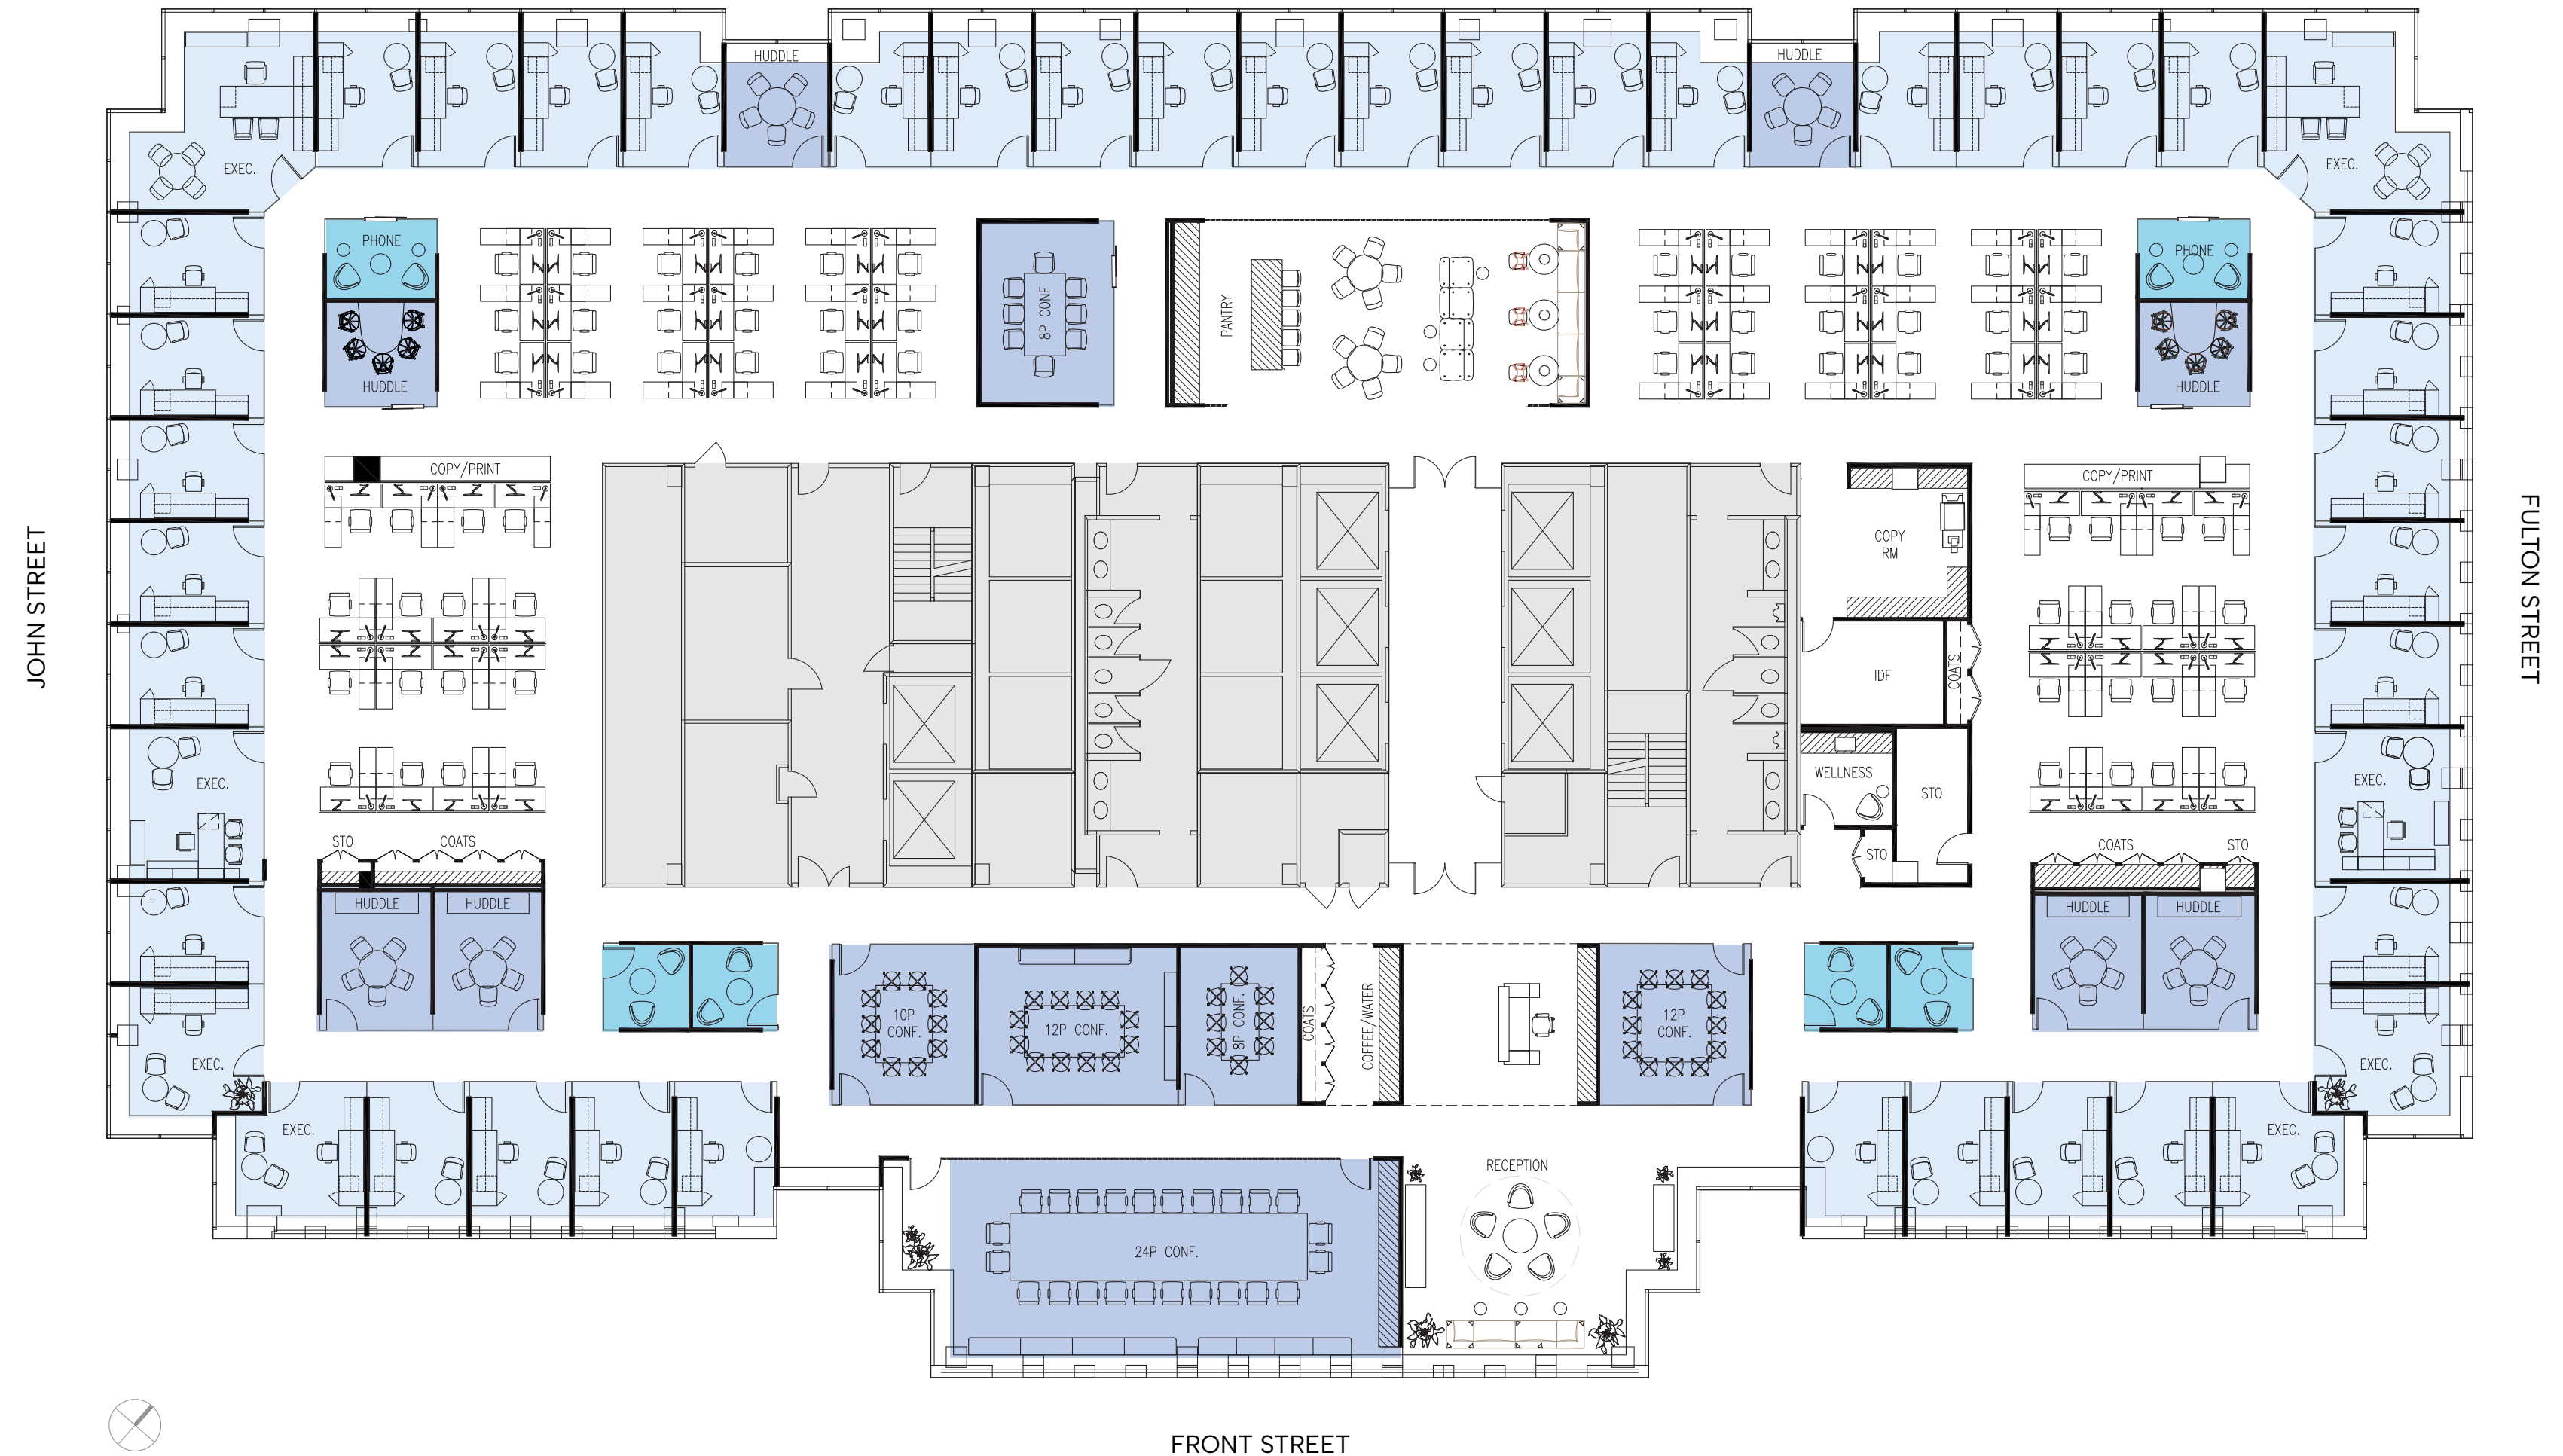 HUDDLE
HUDDLE
EXEC.
EXEC.
PHONE
PHONE
8P CONF
PANTRY
HUDDLE
HUDDLE
COPY/PRINT
COPY/PRINT
COPY
RM
JOHN STREET
FULTON STREET
IDF
COATS
EXEC.
WELLNESS
STO
EXEC.
STO
COATS
STO
COATS
STO
HUDDLE
HUDDLE
HUDDLE
HUDDLE
10P
CONF.
12P CONF.
8P CONF.
COATS
COFFEE/WATER
12P
CONF.
EXEC.
EXEC.
EXEC.
EXEC.
RECEPTION
24P CONF.
FRONT STREET